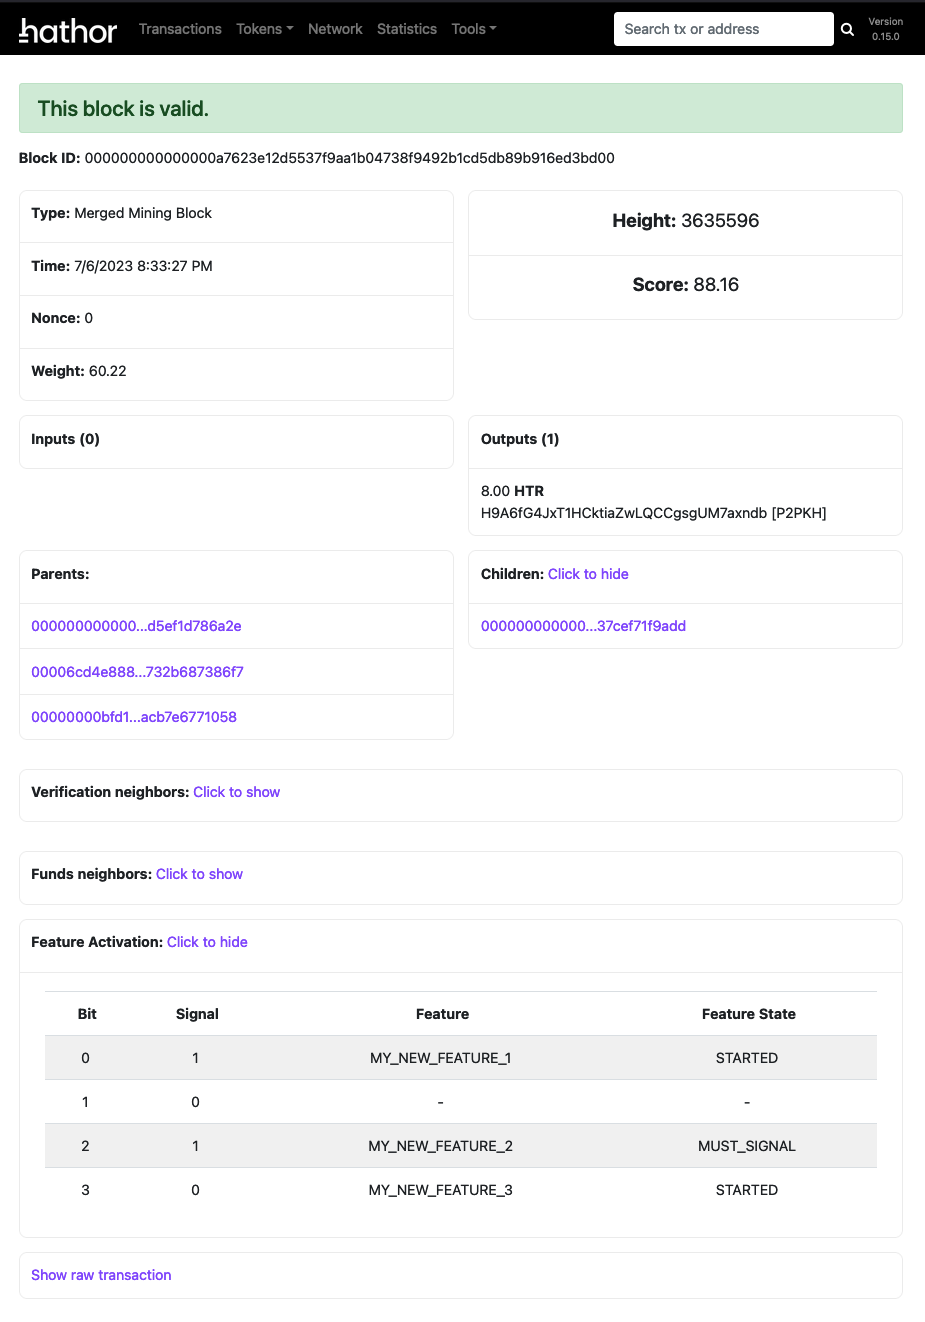 hathor Transactions Tokens Network Statistics Tools Search tx or address Version 0.15.0
This block is valid.
Block ID: 000000000000000a7623e12d5537f9aa1b04738f9492b1cd5db89b916ed3bd00
Type: Merged Mining Block
Time: 7/6/2023 8:33:27 PM
Nonce: 0
Weight: 60.22
Height: 3635596
Score: 88.16
Inputs (0)
Outputs (1)
8.00 HTR
H9A6fG4JxT1HCktiaZwLQCCgsgUM7axndb [P2PKH]
Parents:
000000000000...d5ef1d786a2e
00006cd4e888...732b687386f7
00000000bfd1...acb7e6771058
Children: Click to hide
000000000000...37cef71f9add
Verification neighbors: Click to show
Funds neighbors: Click to show
Feature Activation: Click to hide
Bit Signal Feature Feature State
0 1 MY_NEW_FEATURE_1 STARTED
1 0 - -
2 1 MY_NEW_FEATURE_2 MUST_SIGNAL
3 0 MY_NEW_FEATURE_3 STARTED
Show raw transaction